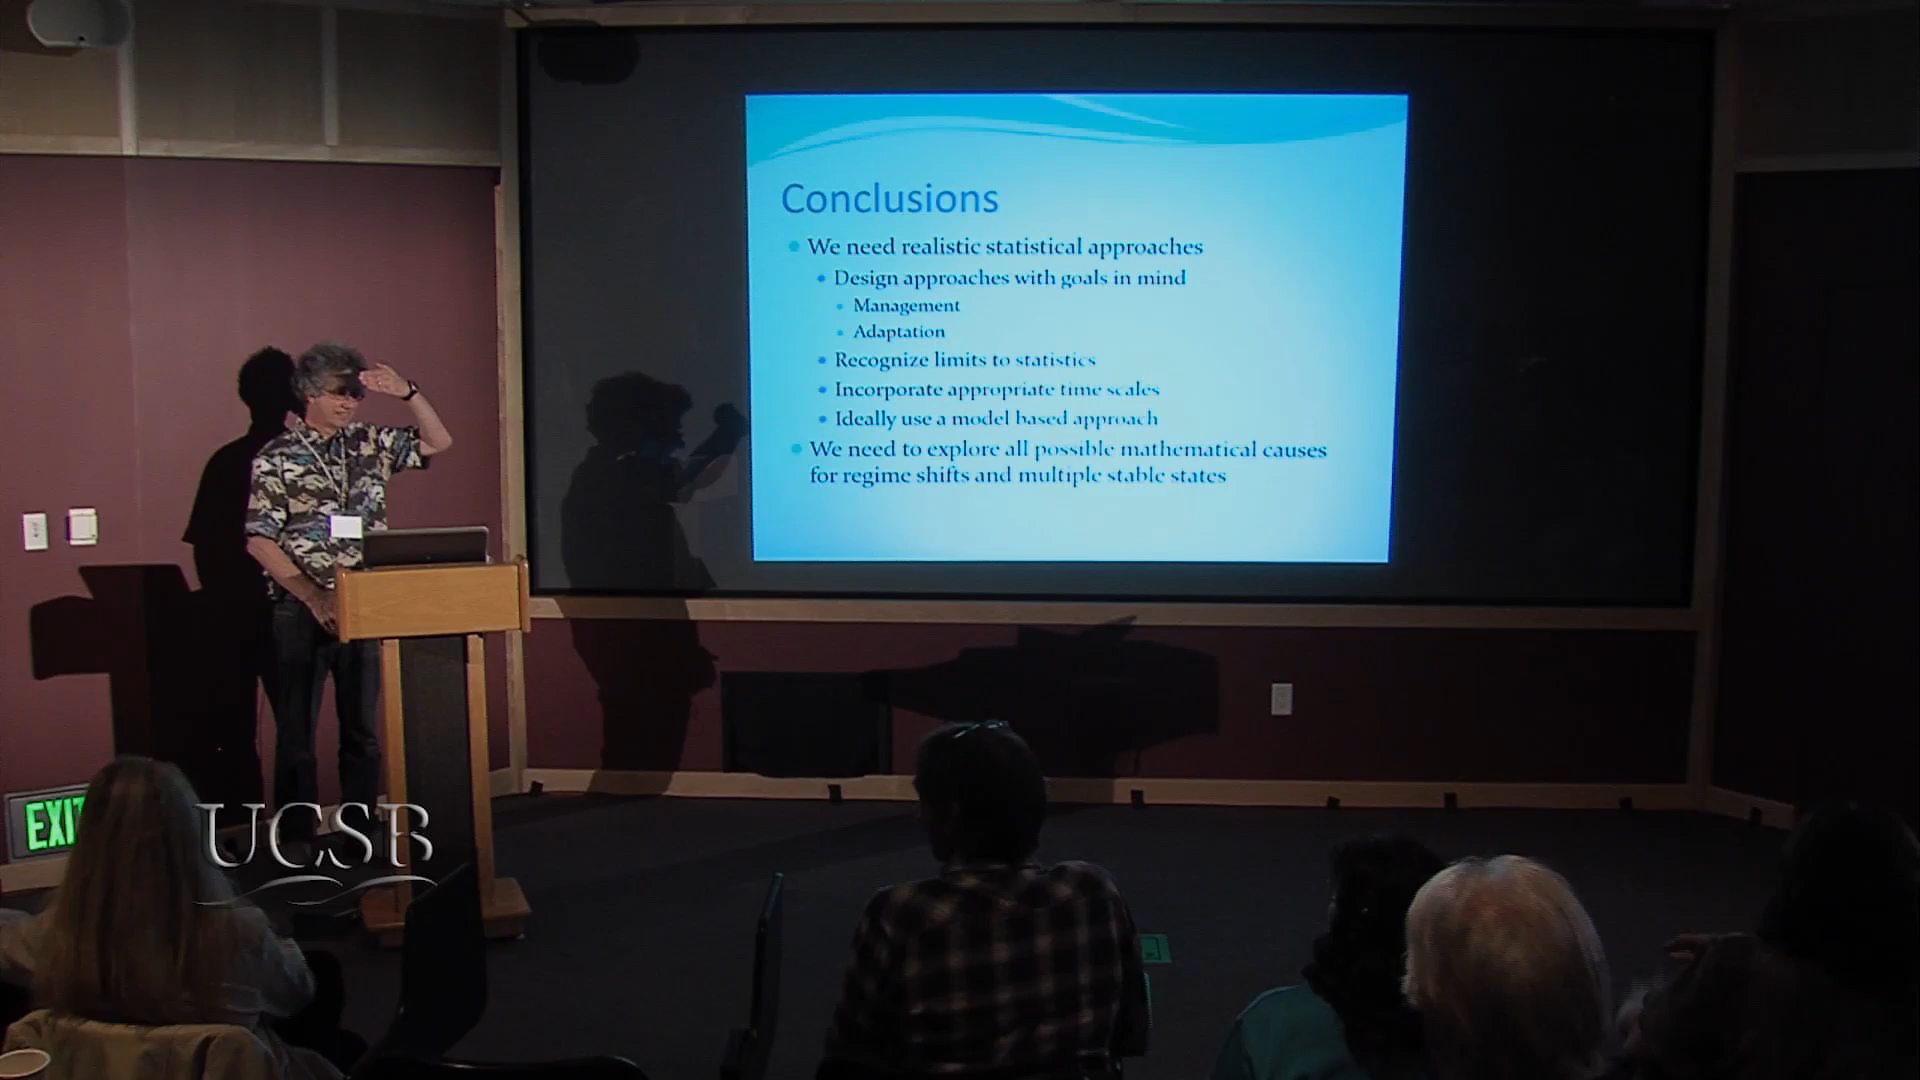 Conclusions
We need realistic statistical approaches
Design approaches with goals in mind
Management
Adaptation
Recognize limits to statistics
Incorporate appropriate time scales
Ideally use a model based approach
We need to explore all possible mathematical causes
for regime shifts and multiple stable states
EXIT
UCSB